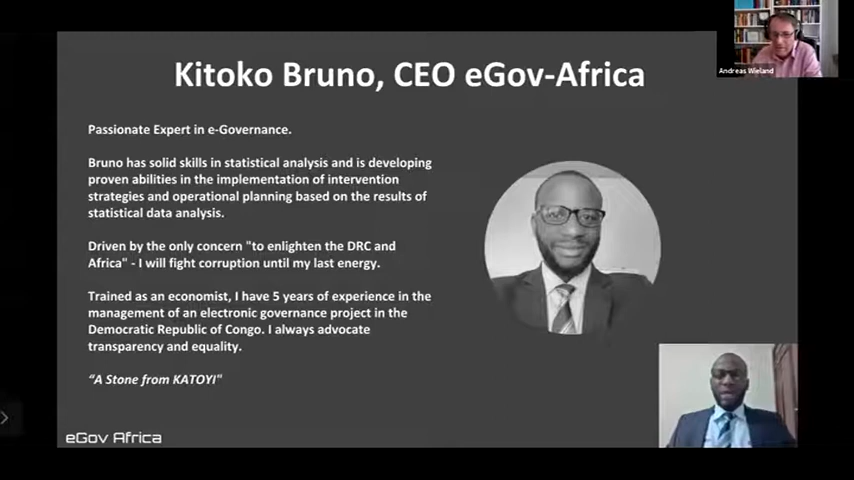 Kitoko Bruno, CEO eGov-Africa
Andreas Wieland
Passionate Expert in e-Governance.
Bruno has solid skills in statistical analysis and is developing
proven abilities in the implementation of intervention
strategies and operational planning based on the results of
statistical data analysis.
Driven by the only concern "to enlighten the DRC and
Africa" - I will fight corruption until my last energy.
Trained as an economist, I have 5 years of experience in the
management of an electronic governance project in the
Democratic Republic of Congo. I always advocate
transparency and equality.
“A Stone from KATOYI"
eGov Africa